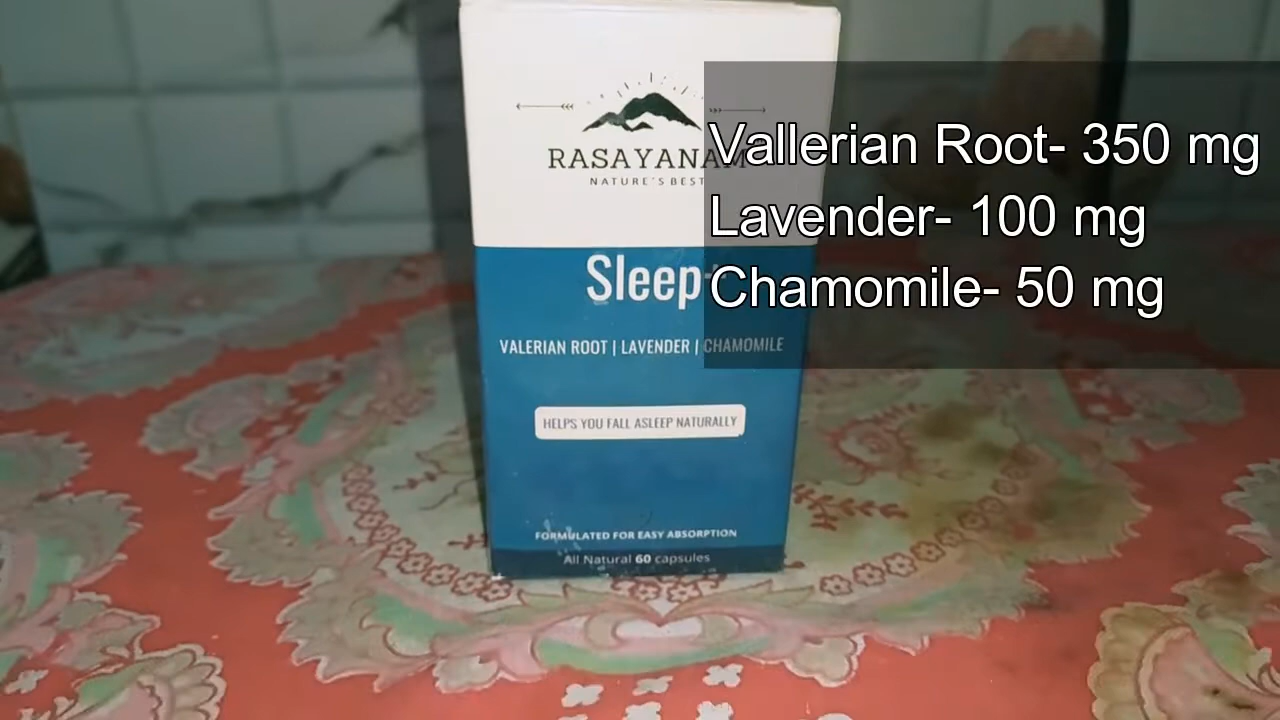 RASAYANAM
NATURE'S BEST
Vallerian Root- 350 mg
Lavender- 100 mg
Chamomile- 50 mg
Sleep+
VALERIAN ROOT | LAVENDER | CHAMOMILE
HELPS YOU FALL ASLEEP NATURALLY
FORMULATED FOR EASY ABSORPTION
All Natural 60 capsules